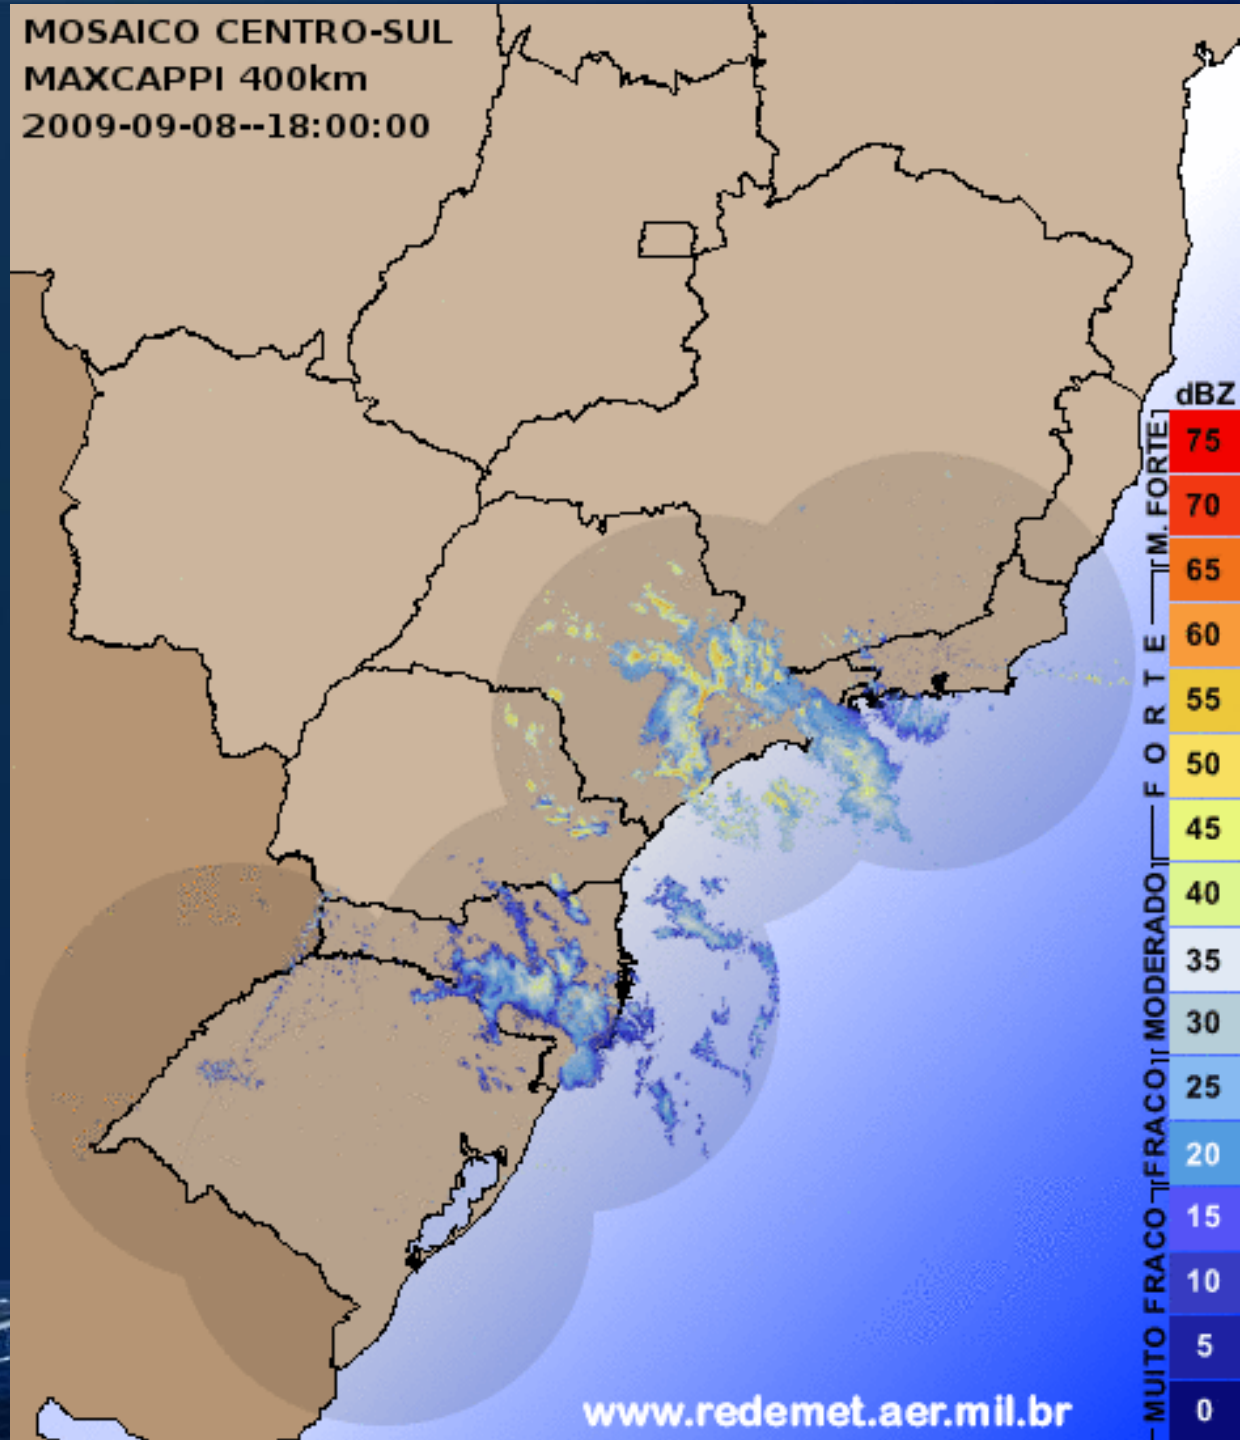 MOSAICO CENTRO-SUL
MAXCAPPI 400km
2009-09-08--18:00:00
dBZ
75
70
65
60
55
50
45
40
35
30
25
20
15
10
5
0
M. FORTE
FORTE
MODERADO
FRACO
MUITO FRACO
www.redemet.aer.mil.br